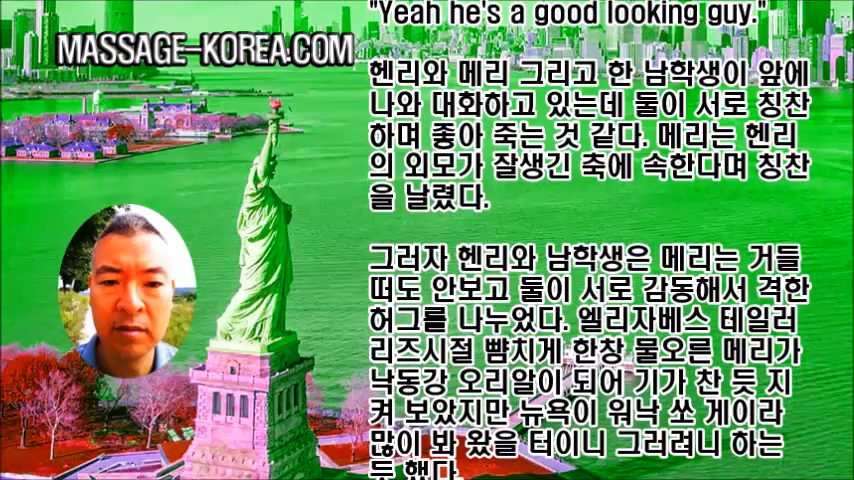 "Yeah he's a good looking guy."
MASSAGE-KOREA.COM
헨리와 메리 그리고 한 남학생이 앞에
나와 대화하고 있는데 둘이 서로 칭찬
하며 좋아 죽는 것 같다. 메리는 헨리
의 외모가 잘생긴 축에 속한다며 칭찬
을 날렸다.
그러자 헨리와 남학생은 메리는 거들
떠도 안보고 둘이 서로 감동해서 격한
허그를 나누었다. 엘리자베스 테일러
리즈시절 뺨치게 한창 물오른 메리가
낙동강 오리알이 되어 기가 찬 듯 지
켜 보았지만 뉴욕이 워낙 쏘 게이라
많이 봐 왔을 터이니 그러려니 하는
듯 했다.